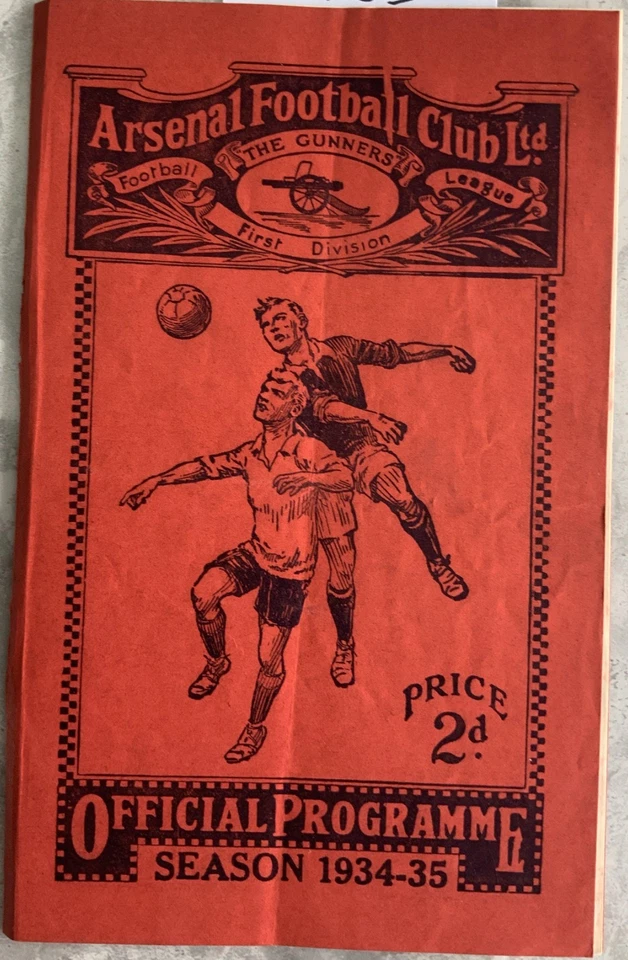 Arsenal Football Club Ltd.
THE GUNNERS
Football League
First Division
PRICE
2d.
OFFICIAL PROGRAMME
SEASON 1934-35